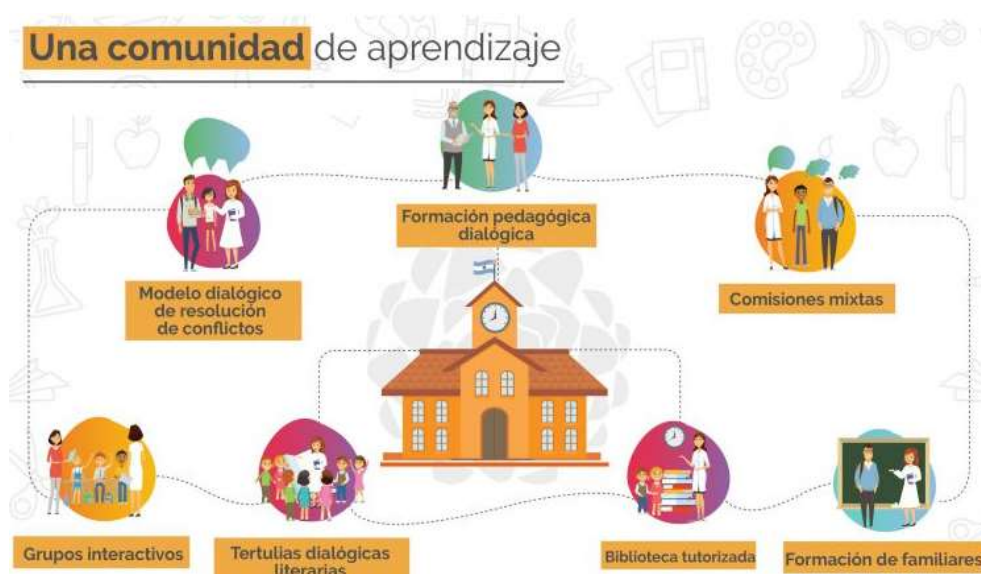 Una comunidad de aprendizaje
Formación pedagógica
dialógica
Modelo dialógico
de resolución
de conflictos
Comisiones mixtas
Grupos interactivos
Tertulias dialógicas
literarias
Biblioteca tutorizada
Formación de familiares